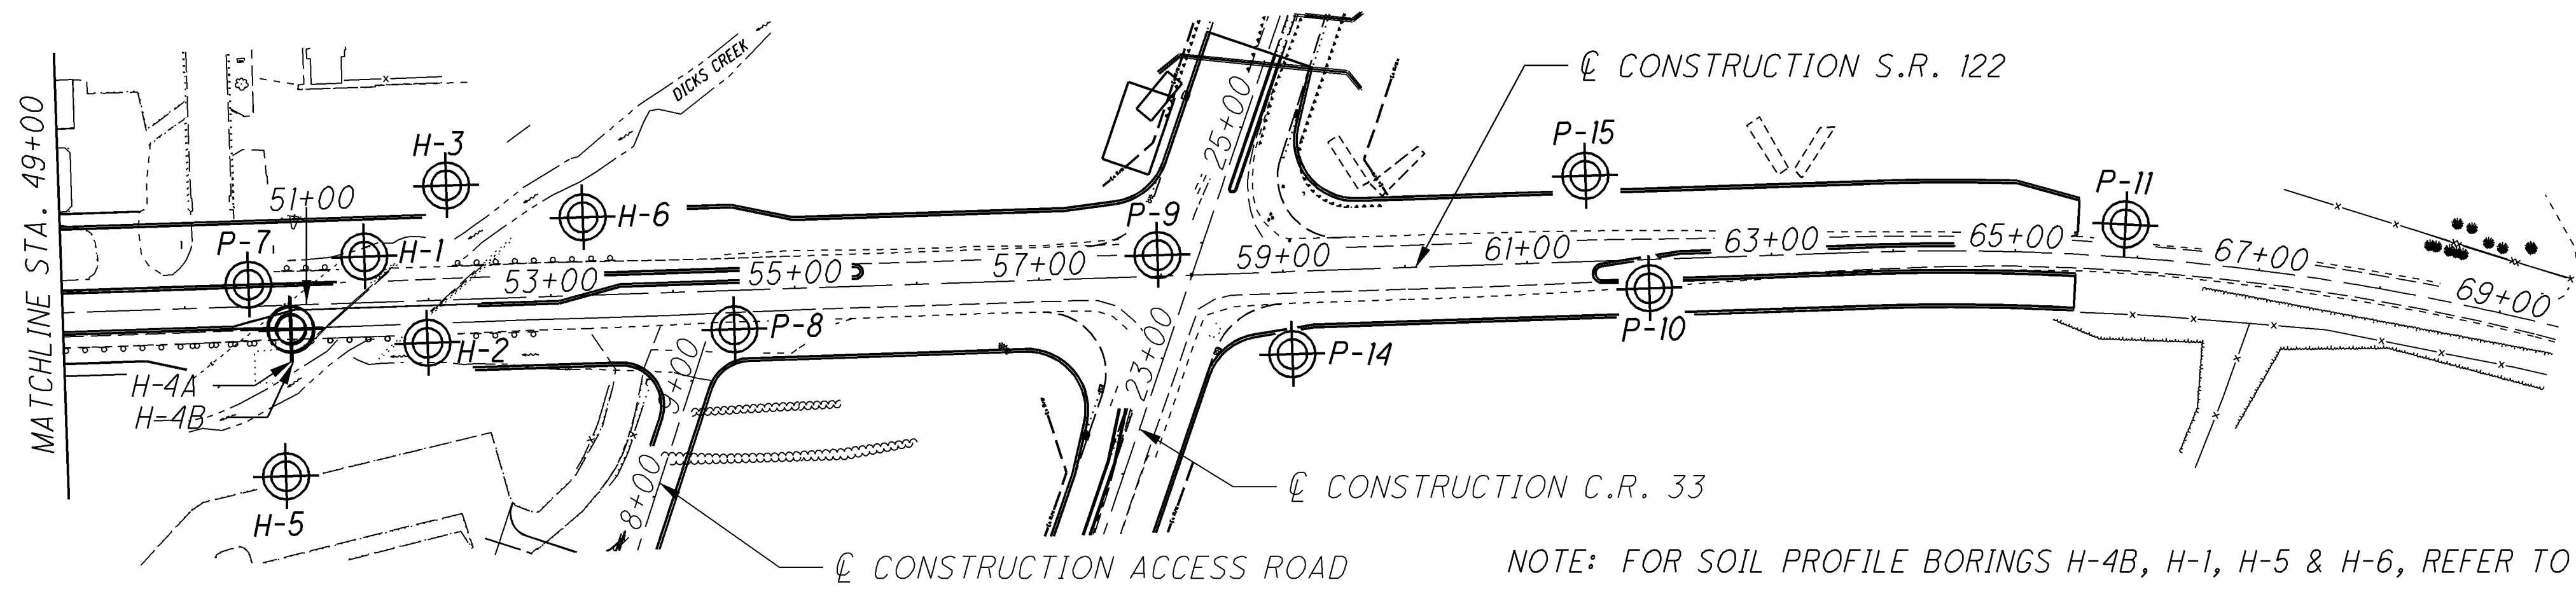 MATCHLINE STA. 49+00
DICKS CREEK
25+00
℄ CONSTRUCTION S.R. 122
H-3
P-15
51+00
H-6
P-9
P-11
P-7
H-1
53+00
55+00
57+00
59+00
61+00
63+00
65+00
67+00
69+00
H-2
P-8
23+00
P-14
P-10
H-4A
H-4B
9+00
H-5
8+00
℄ CONSTRUCTION C.R. 33
℄ CONSTRUCTION ACCESS ROAD
NOTE: FOR SOIL PROFILE BORINGS H-4B, H-1, H-5 & H-6, REFER TO